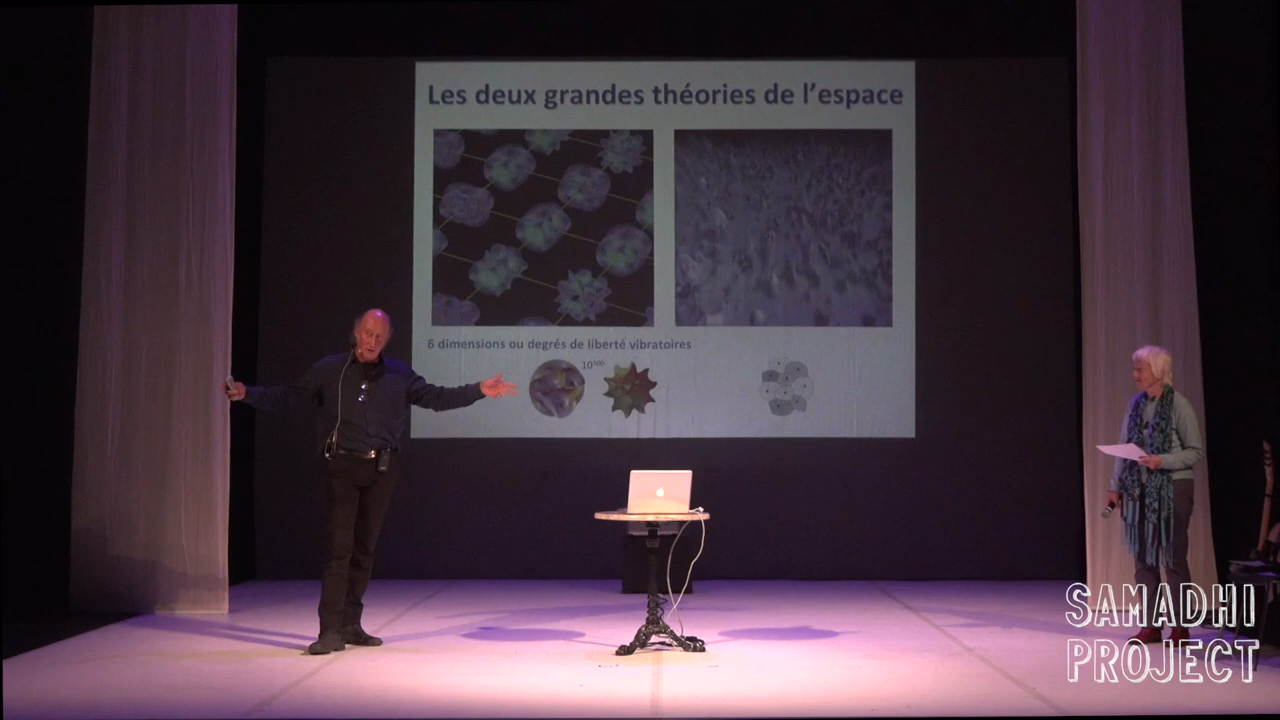 Les deux grandes théories de l'espace
6 dimensions ou degrés de liberté vibratoires
10⁵⁰⁰
SAMADHI
PROJECT